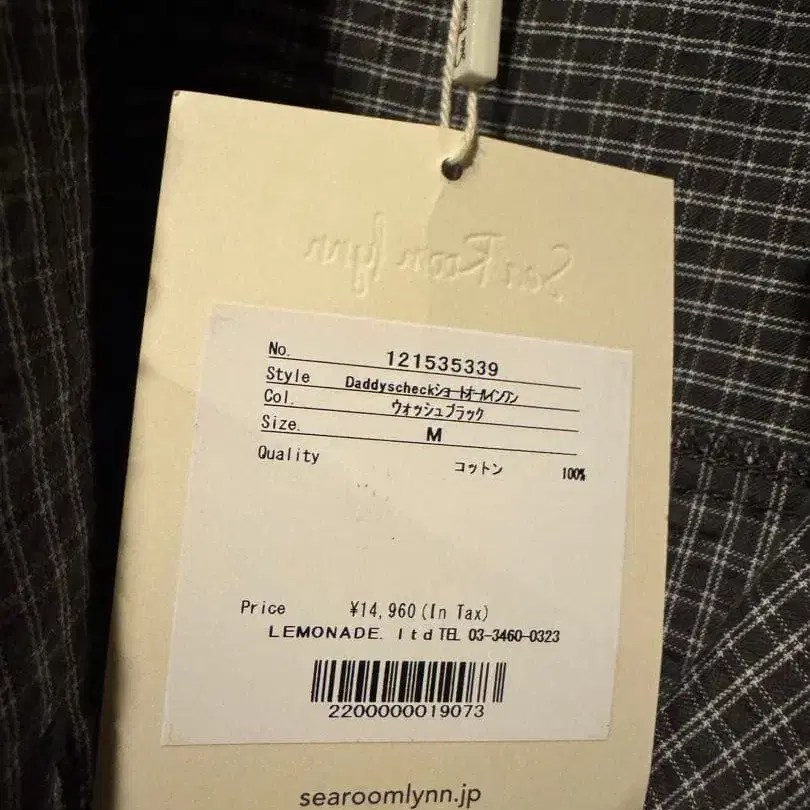 SeaRoom lynn
No. 121535339
Style Daddyscheckショートオールインワン
Col. ウォッシュブラック
Size. M
Quality コットン 100%
Price ¥14,960(In Tax)
LEMONADE. ltd TEL 03-3460-0323
2200000019073
searoomlynn.jp